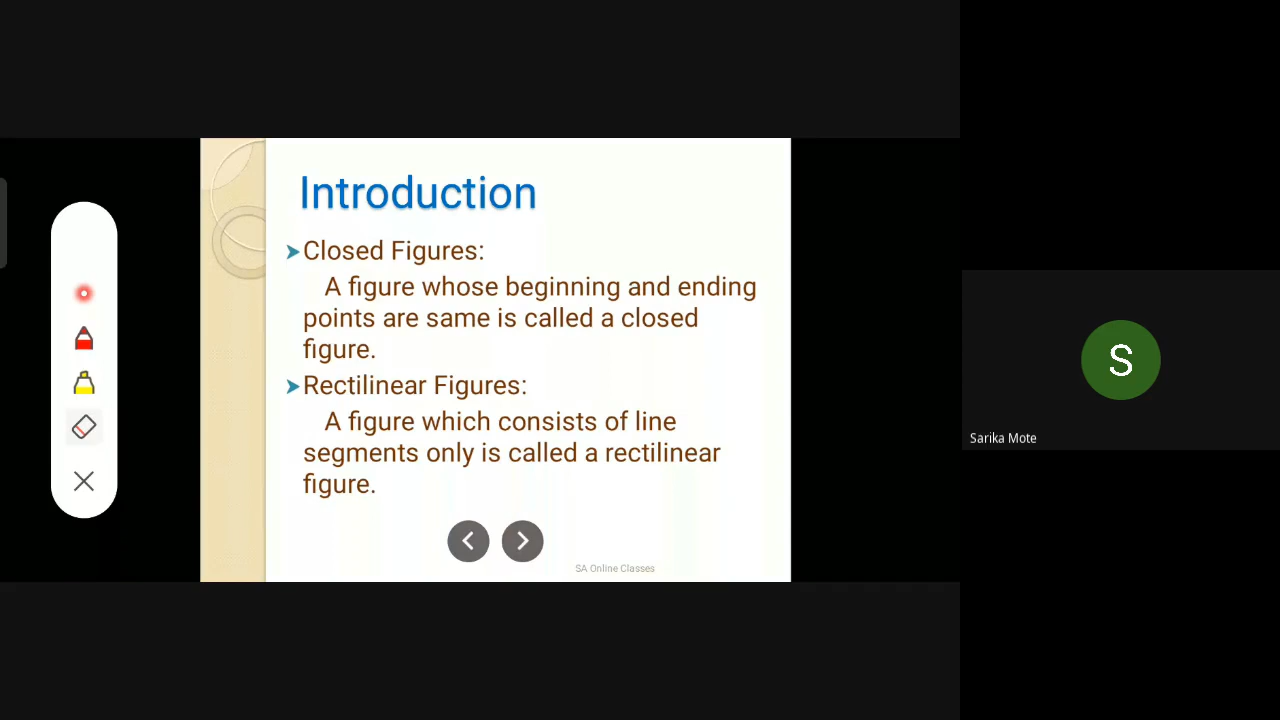 Introduction
➤Closed Figures:
A figure whose beginning and ending
points are same is called a closed
figure.
➤Rectilinear Figures:
A figure which consists of line
segments only is called a rectilinear
figure.
SA Online Classes
S
Sarika Mote